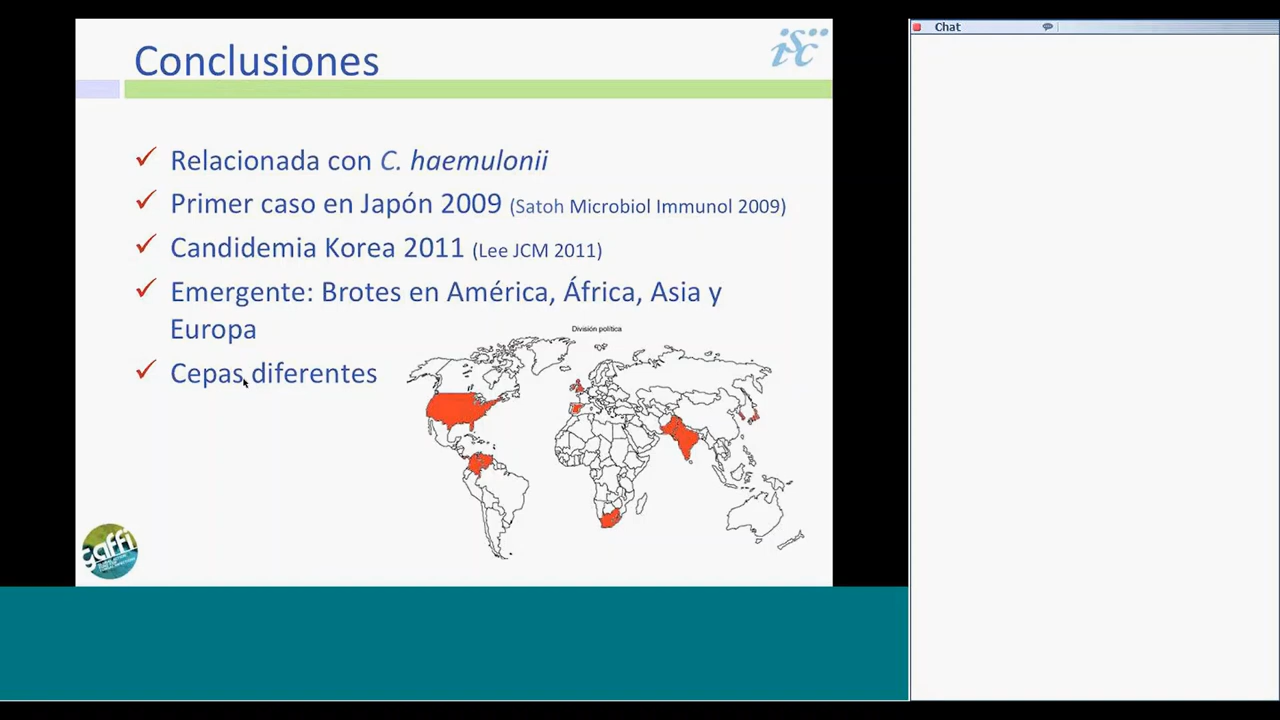 Chat
Conclusiones
isciii
Relacionada con C. haemulonii
Primer caso en Japón 2009 (Satoh Microbiol Immunol 2009)
Candidemia Korea 2011 (Lee JCM 2011)
Emergente: Brotes en América, África, Asia y
Europa
División política
Cepas diferentes
gaffi